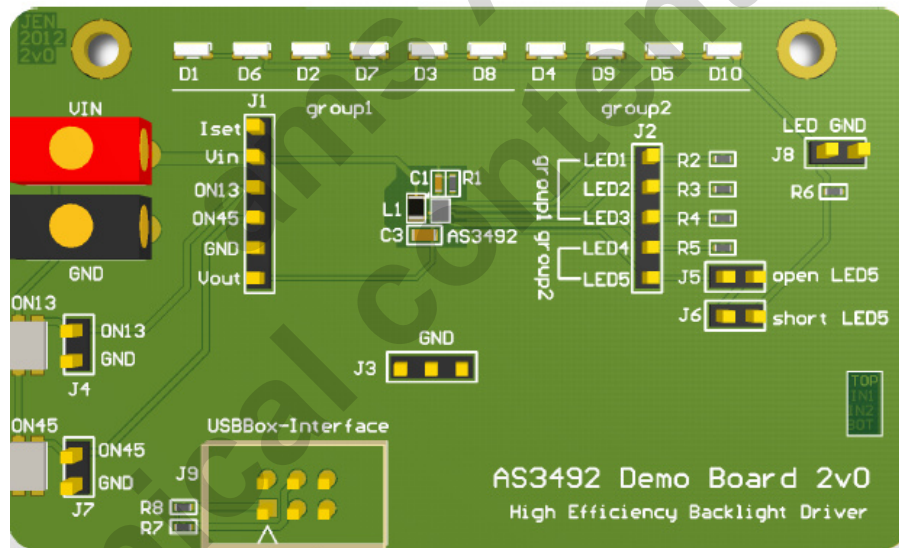 JEN
2012
2v0
D1 D6 D2 D7 D3 D8 D4 D9 D5 D10
group1
group2
VIN
GND
J1
Iset
Vin
ON13
ON45
GND
Vout
C1
R1
L1
C3
AS3492
J2
group1
group2
LED1
LED2
LED3
LED4
LED5
R2
R3
R4
R5
LED GND
J8
R6
J5
open LED5
J6
short LED5
ON13
ON13
GND
J4
GND
J3
ON45
ON45
GND
J7
USBBox-Interface
J9
R8
R7
TOP
IN1
IN2
BOT
AS3492 Demo Board 2v0
High Efficiency Backlight Driver